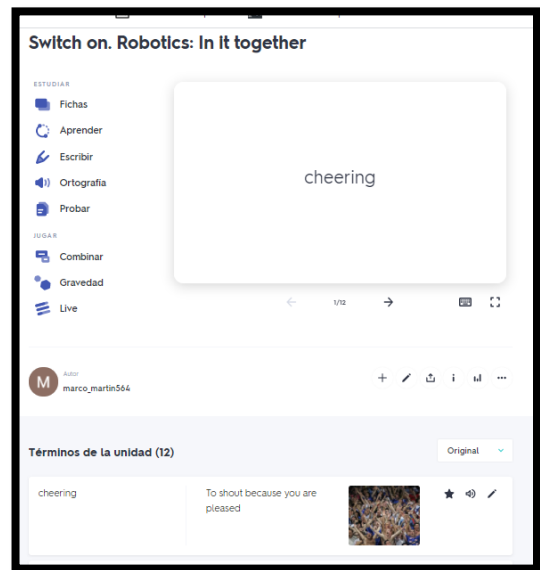 Switch on. Robotics: In it together
ESTUDIAR
Fichas
Aprender
Escribir
Ortografía
Probar
JUGAR
Combinar
Gravedad
Live
cheering
1/12
M
Autor
marco_martin564
Términos de la unidad (12)
Original
cheering
To shout because you are
pleased